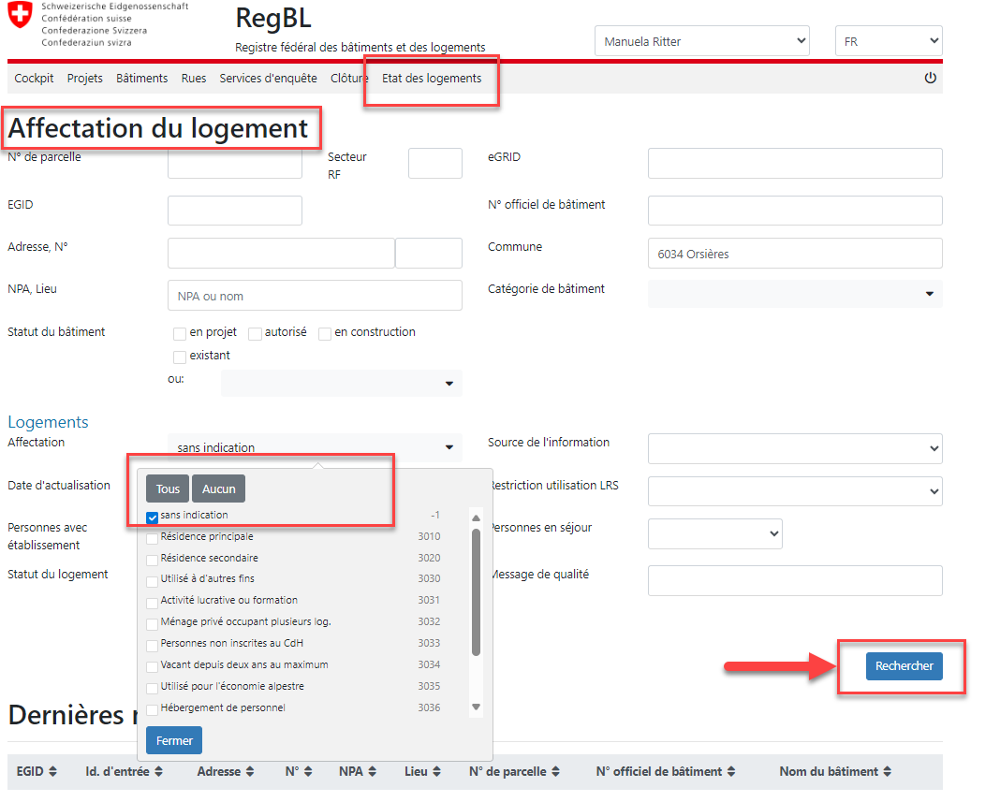 Schweizerische Eidgenossenschaft
Confédération suisse
Confederazione Svizzera
Confederaziun svizra
RegBL
Registre fédéral des bâtiments et des logements
Manuela Ritter
FR
Cockpit Projets Bâtiments Rues Services d'enquête Clôture Etat des logements
Affectation du logement
N° de parcelle
Secteur
RF
eGRID
EGID
N° officiel de bâtiment
Adresse, N°
Commune
6034 Orsières
NPA, Lieu
NPA ou nom
Catégorie de bâtiment
Statut du bâtiment
en projet autorisé en construction
existant
ou:
Logements
Affectation
sans indication
Source de l'information
Date d'actualisation
Tous Aucun
Restriction utilisation LRS
sans indication -1
Personnes avec
établissement
Personnes en séjour
Résidence principale 3010
Résidence secondaire 3020
Statut du logement
Message de qualité
Utilisé à d'autres fins 3030
Activité lucrative ou formation 3031
Ménage privé occupant plusieurs log. 3032
Personnes non inscrites au CdH 3033
Vacant depuis deux ans au maximum 3034
Utilisé pour l'économie alpestre 3035
Hébergement de personnel 3036
Rechercher
Dernières
Fermer
EGID Id. d'entrée Adresse N° NPA Lieu N° de parcelle N° officiel de bâtiment Nom du bâtiment